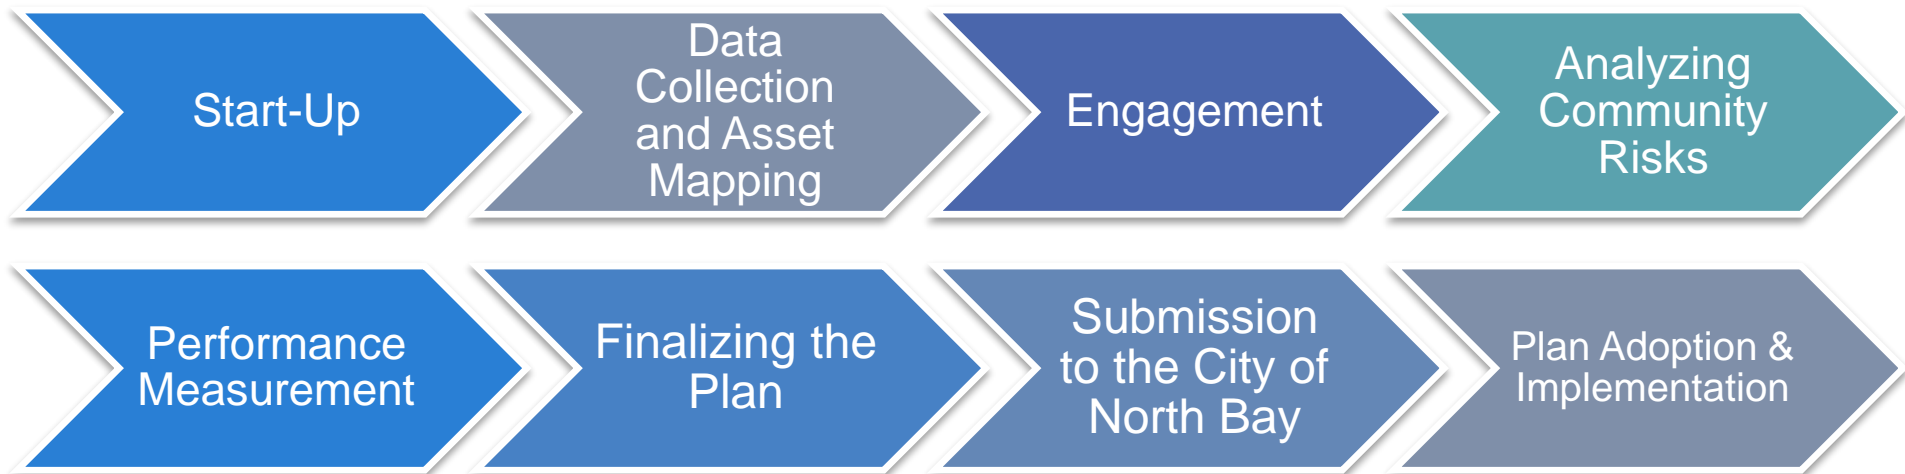 Start-Up
Data
Collection
and Asset
Mapping
Engagement
Analyzing
Community
Risks
Performance
Measurement
Finalizing the
Plan
Submission
to the City of
North Bay
Plan Adoption &
Implementation